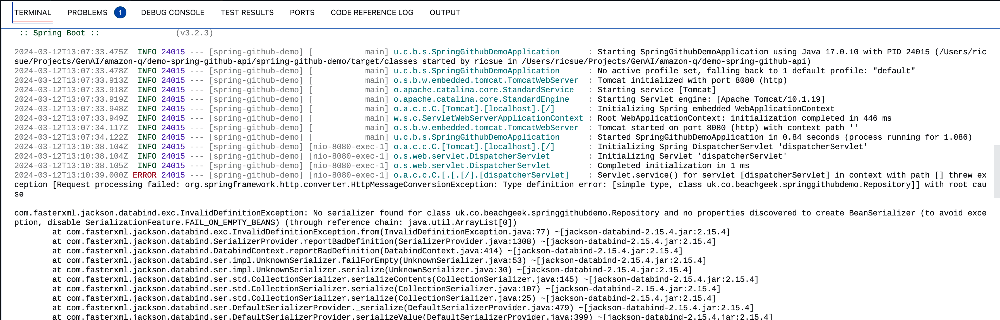 TERMINAL PROBLEMS 1 DEBUG CONSOLE TEST RESULTS PORTS CODE REFERENCE LOG OUTPUT
:: Spring Boot :: (v3.2.3)
2024-03-12T13:07:33.475Z INFO 24015 --- [spring-github-demo] [ main] u.c.b.s.SpringGithubDemoApplication : Starting SpringGithubDemoApplication using Java 17.0.10 with PID 24015 (/Users/ric
sue/Projects/GenAI/amazon-q/demo-spring-github-api/spriing-github-demo/target/classes started by ricsue in /Users/ricsue/Projects/GenAI/amazon-q/demo-spring-github-api)
2024-03-12T13:07:33.478Z INFO 24015 --- [spring-github-demo] [ main] u.c.b.s.SpringGithubDemoApplication : No active profile set, falling back to 1 default profile: "default"
2024-03-12T13:07:33.913Z INFO 24015 --- [spring-github-demo] [ main] o.s.b.w.embedded.tomcat.TomcatWebServer : Tomcat initialized with port 8080 (http)
2024-03-12T13:07:33.918Z INFO 24015 --- [spring-github-demo] [ main] o.apache.catalina.core.StandardService : Starting service [Tomcat]
2024-03-12T13:07:33.919Z INFO 24015 --- [spring-github-demo] [ main] o.apache.catalina.core.StandardEngine : Starting Servlet engine: [Apache Tomcat/10.1.19]
2024-03-12T13:07:33.948Z INFO 24015 --- [spring-github-demo] [ main] o.a.c.c.C.[Tomcat].[localhost].[/] : Initializing Spring embedded WebApplicationContext
2024-03-12T13:07:33.949Z INFO 24015 --- [spring-github-demo] [ main] w.s.c.ServletWebServerApplicationContext : Root WebApplicationContext: initialization completed in 446 ms
2024-03-12T13:07:34.117Z INFO 24015 --- [spring-github-demo] [ main] o.s.b.w.embedded.tomcat.TomcatWebServer : Tomcat started on port 8080 (http) with context path ''
2024-03-12T13:07:34.122Z INFO 24015 --- [spring-github-demo] [ main] u.c.b.s.SpringGithubDemoApplication : Started SpringGithubDemoApplication in 0.84 seconds (process running for 1.086)
2024-03-12T13:10:38.104Z INFO 24015 --- [spring-github-demo] [nio-8080-exec-1] o.a.c.c.C.[Tomcat].[localhost].[/] : Initializing Spring DispatcherServlet 'dispatcherServlet'
2024-03-12T13:10:38.104Z INFO 24015 --- [spring-github-demo] [nio-8080-exec-1] o.s.web.servlet.DispatcherServlet : Initializing Servlet 'dispatcherServlet'
2024-03-12T13:10:38.105Z INFO 24015 --- [spring-github-demo] [nio-8080-exec-1] o.s.web.servlet.DispatcherServlet : Completed initialization in 1 ms
2024-03-12T13:10:39.000Z ERROR 24015 --- [spring-github-demo] [nio-8080-exec-1] o.a.c.c.C.[.[.[/].[dispatcherServlet] : Servlet.service() for servlet [dispatcherServlet] in context with path [] threw ex
ception [Request processing failed: org.springframework.http.converter.HttpMessageConversionException: Type definition error: [simple type, class uk.co.beachgeek.springgithubdemo.Repository]] with root cau
se
com.fasterxml.jackson.databind.exc.InvalidDefinitionException: No serializer found for class uk.co.beachgeek.springgithubdemo.Repository and no properties discovered to create BeanSerializer (to avoid exce
ption, disable SerializationFeature.FAIL_ON_EMPTY_BEANS) (through reference chain: java.util.ArrayList[0])
at com.fasterxml.jackson.databind.exc.InvalidDefinitionException.from(InvalidDefinitionException.java:77) ~[jackson-databind-2.15.4.jar:2.15.4]
at com.fasterxml.jackson.databind.SerializerProvider.reportBadDefinition(SerializerProvider.java:1308) ~[jackson-databind-2.15.4.jar:2.15.4]
at com.fasterxml.jackson.databind.DatabindContext.reportBadDefinition(DatabindContext.java:414) ~[jackson-databind-2.15.4.jar:2.15.4]
at com.fasterxml.jackson.databind.ser.impl.UnknownSerializer.failForEmpty(UnknownSerializer.java:53) ~[jackson-databind-2.15.4.jar:2.15.4]
at com.fasterxml.jackson.databind.ser.impl.UnknownSerializer.serialize(UnknownSerializer.java:30) ~[jackson-databind-2.15.4.jar:2.15.4]
at com.fasterxml.jackson.databind.ser.std.CollectionSerializer.serializeContents(CollectionSerializer.java:145) ~[jackson-databind-2.15.4.jar:2.15.4]
at com.fasterxml.jackson.databind.ser.std.CollectionSerializer.serialize(CollectionSerializer.java:107) ~[jackson-databind-2.15.4.jar:2.15.4]
at com.fasterxml.jackson.databind.ser.std.CollectionSerializer.serialize(CollectionSerializer.java:25) ~[jackson-databind-2.15.4.jar:2.15.4]
at com.fasterxml.jackson.databind.ser.DefaultSerializerProvider._serialize(DefaultSerializerProvider.java:479) ~[jackson-databind-2.15.4.jar:2.15.4]
at com.fasterxml.jackson.databind.ser.DefaultSerializerProvider.serializeValue(DefaultSerializerProvider.java:399) ~[jackson-databind-2.15.4.jar:2.15.4]